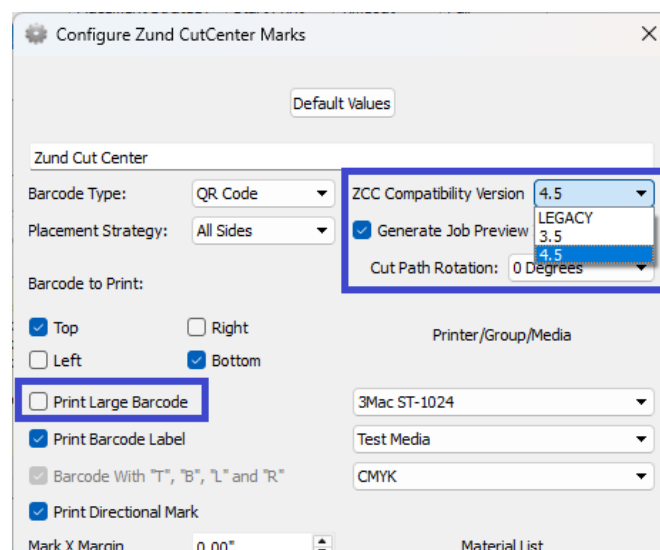 Configure Zund CutCenter Marks
Default Values
Zund Cut Center
Barcode Type: QR Code
ZCC Compatibility Version 4.5
LEGACY
3.5
4.5
Placement Strategy: All Sides
Generate Job Preview
Cut Path Rotation: 0 Degrees
Barcode to Print:
Top Right
Left Bottom
Printer/Group/Media
Print Large Barcode
3Mac ST-1024
Print Barcode Label
Test Media
Barcode With "T", "B", "L" and "R"
CMYK
Print Directional Mark
Mark X Margin 0.00"
Material List